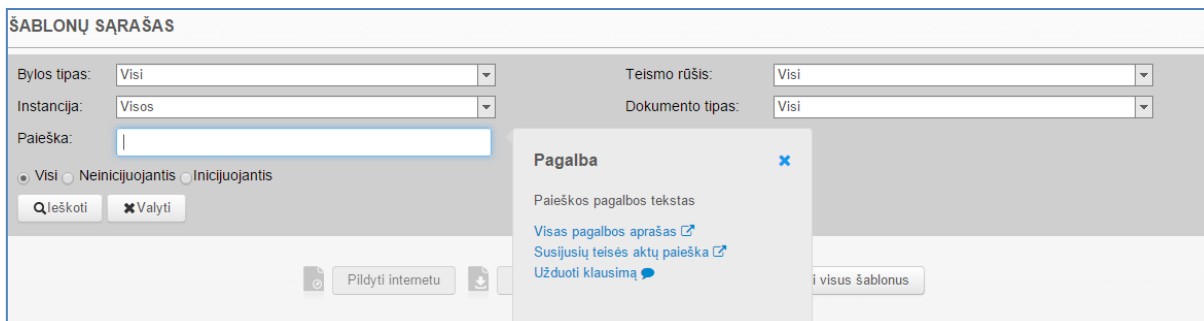 ŠABLONŲ SĄRAŠAS
Bylos tipas: Visi Teismo rūšis: Visi
Instancija: Visos Dokumento tipas: Visi
Paieška:
Visi Neinicijuojantis Inicijuojantis
Ieškoti Valyti
Pagalba
Paieškos pagalbos tekstas
Visas pagalbos aprašas
Susijusių teisės aktų paieška
Užduoti klausimą
Pildyti internetu i visus šablonus